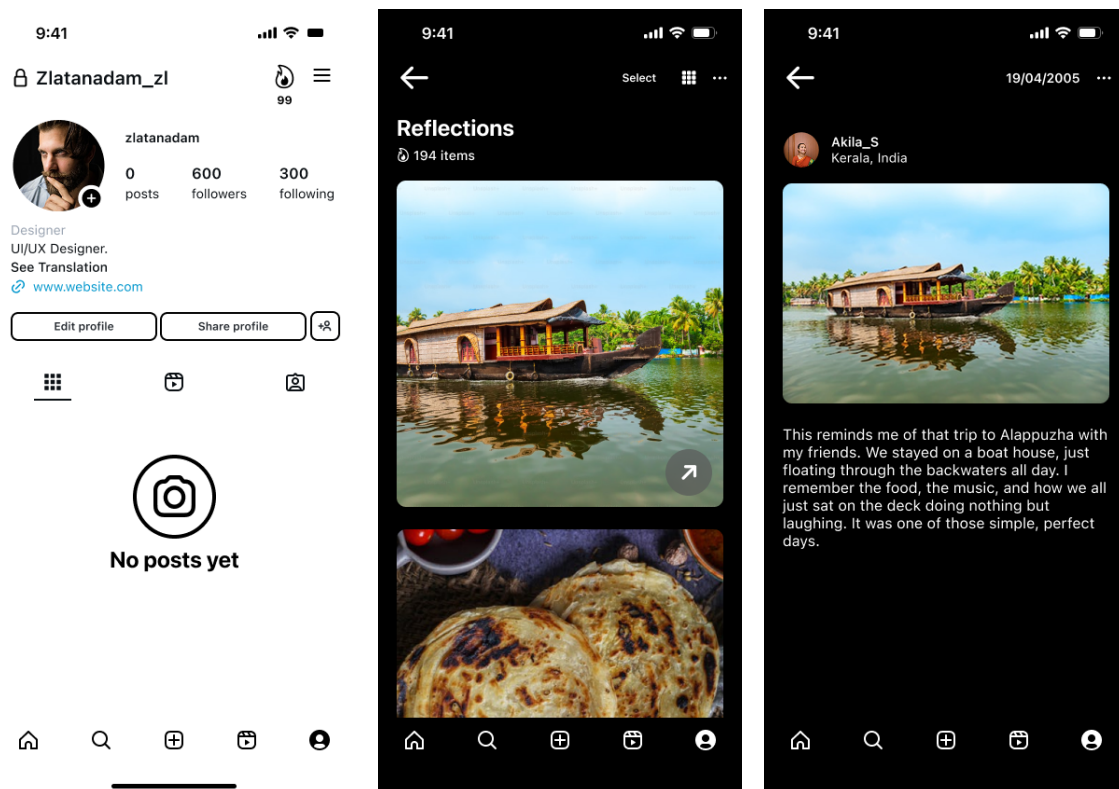 9:41
Zlatanadam_zl
99
zlatanadam
0 600 300
posts followers following
Designer
UI/UX Designer.
See Translation
www.website.com
Edit profile Share profile
No posts yet
9:41
Select
Reflections
194 items
9:41
19/04/2005
Akila_S
Kerala, India
This reminds me of that trip to Alappuzha with
my friends. We stayed on a boat house, just
floating through the backwaters all day. I
remember the food, the music, and how we all
just sat on the deck doing nothing but
laughing. It was one of those simple, perfect
days.